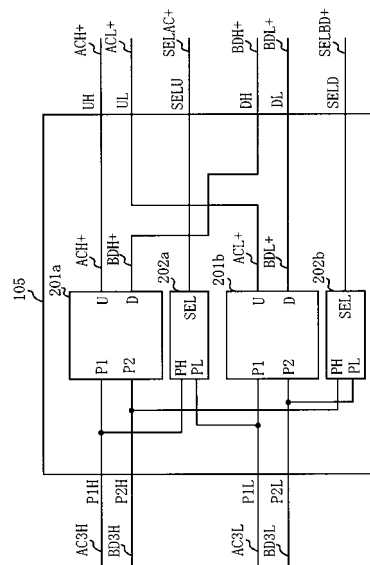 105
ACH+
ACL+
SELAC+
BDH+
BDL+
SELBD+
UH
UL
SELU
DH
DL
SELD
ACH+
BDH+
ACL+
BDL+
201a
202a
201b
202b
U
D
P1
P2
SEL
PH
PL
U
D
P1
P2
SEL
PH
PL
P1H
P2H
P1L
P2L
AC3H
BD3H
AC3L
BD3L